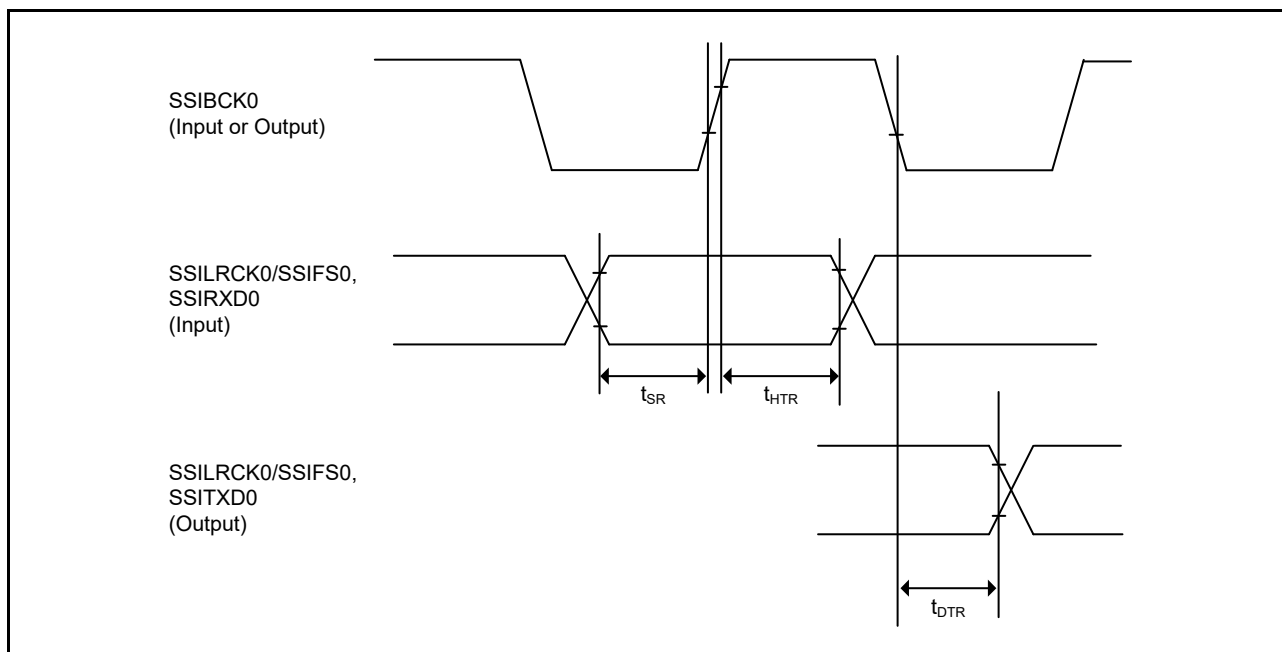 SSIBCK0
(Input or Output)
SSILRCK0/SSIFS0,
SSIRXD0
(Input)
tSR
tHTR
SSILRCK0/SSIFS0,
SSITXD0
(Output)
tDTR